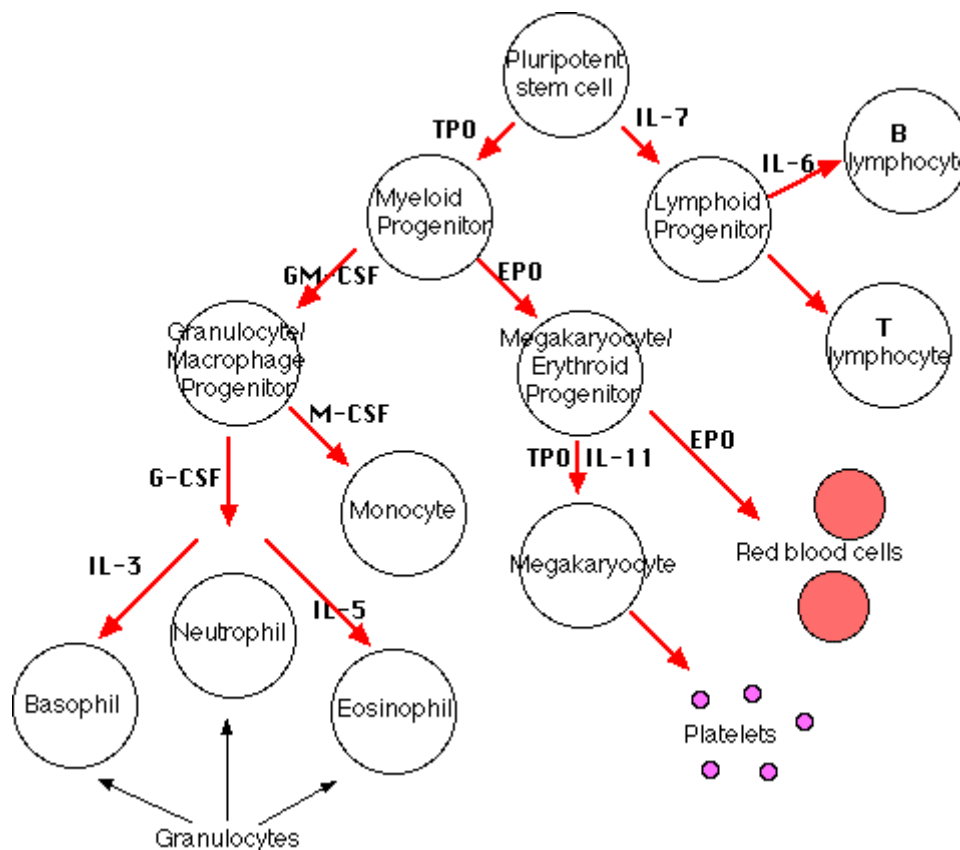 Pluripotent
stem cell
TPO
IL-7
B
lymphocyte
IL-6
Myeloid
Progenitor
Lymphoid
Progenitor
GM-CSF
EPO
T
lymphocyte
Granulocyte/
Macrophage
Progenitor
Megakaryocyte/
Erythroid
Progenitor
M-CSF
EPO
G-CSF
TPO IL-11
Monocyte
Megakaryocyte
Red blood cells
IL-3
IL-5
Neutrophil
Basophil
Eosinophil
Platelets
Granulocytes